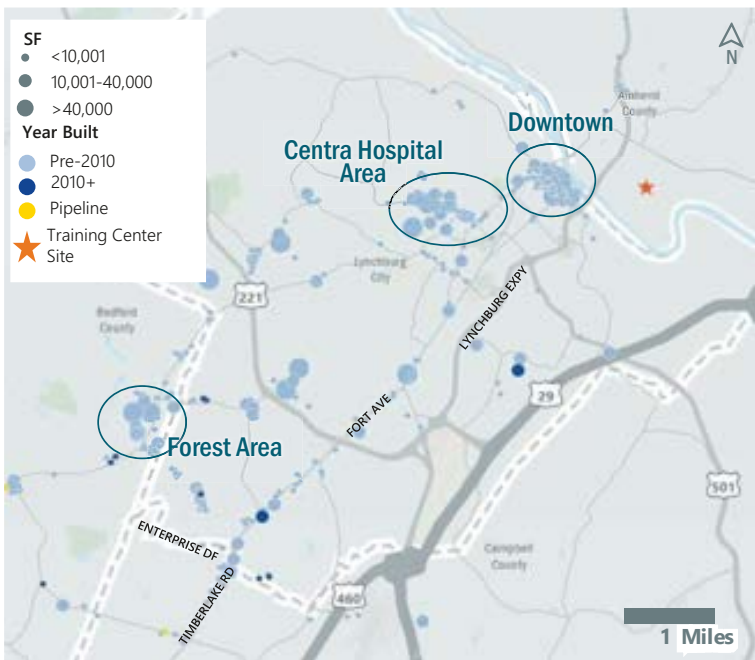 SF
<10,001
10,001-40,000
>40,000
Year Built
Pre-2010
2010+
Pipeline
Training Center
Site
N
Amherst
County
Downtown
Centra Hospital
Area
Lynchburg
City
221
LYNCHBURG EXPY
Bedford
County
29
FORT AVE
Forest Area
501
ENTERPRISE DF
Campbell
County
TIMBERLAKE RD
460
1 Miles